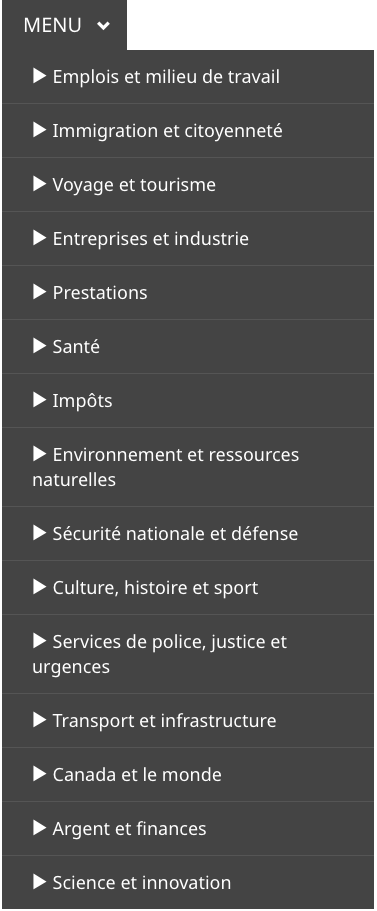 MENU
Emplois et milieu de travail
Immigration et citoyenneté
Voyage et tourisme
Entreprises et industrie
Prestations
Santé
Impôts
Environnement et ressources
naturelles
Sécurité nationale et défense
Culture, histoire et sport
Services de police, justice et
urgences
Transport et infrastructure
Canada et le monde
Argent et finances
Science et innovation